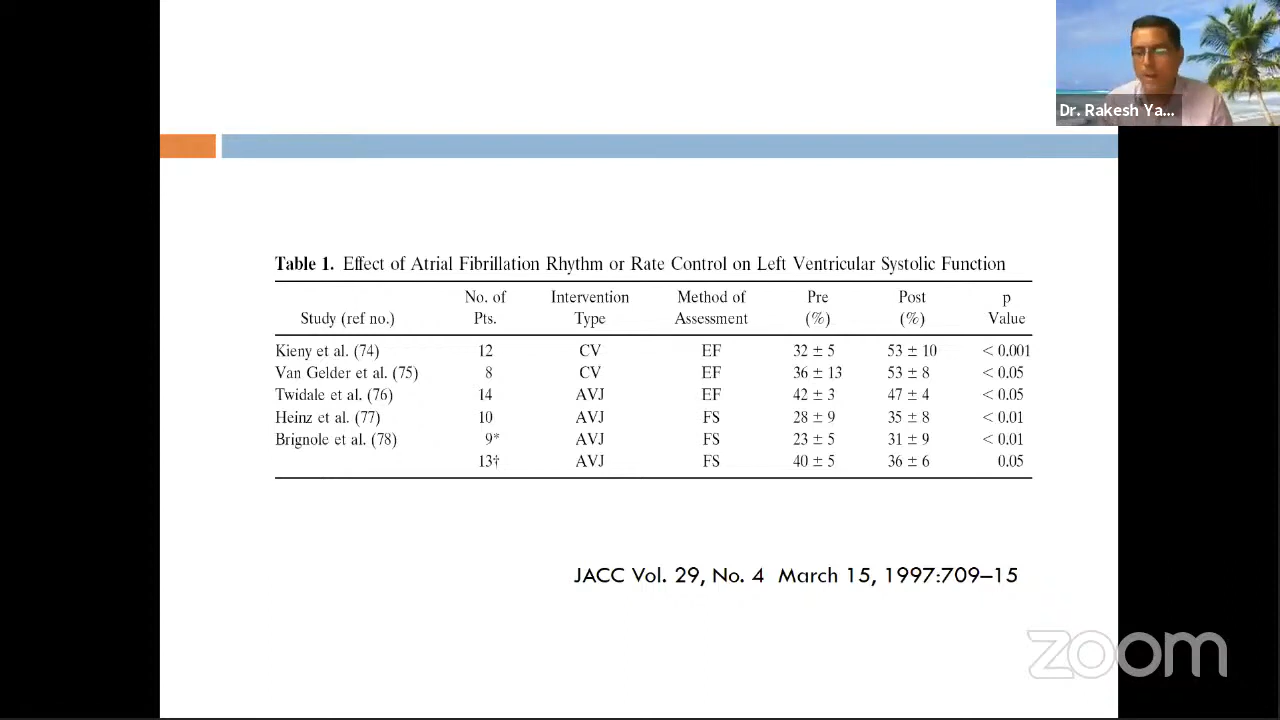 Dr. Rakesh Ya...
Table 1. Effect of Atrial Fibrillation Rhythm or Rate Control on Left Ventricular Systolic Function
Study (ref no.) No. of Pts. Intervention Type Method of Assessment Pre (%) Post (%) p Value
Kieny et al. (74) 12 CV EF 32 ± 5 53 ± 10 < 0.001
Van Gelder et al. (75) 8 CV EF 36 ± 13 53 ± 8 < 0.05
Twidale et al. (76) 14 AVJ EF 42 ± 3 47 ± 4 < 0.05
Heinz et al. (77) 10 AVJ FS 28 ± 9 35 ± 8 < 0.01
Brignole et al. (78) 9* AVJ FS 23 ± 5 31 ± 9 < 0.01
13† AVJ FS 40 ± 5 36 ± 6 0.05
JACC Vol. 29, No. 4 March 15, 1997:709–15
zoom